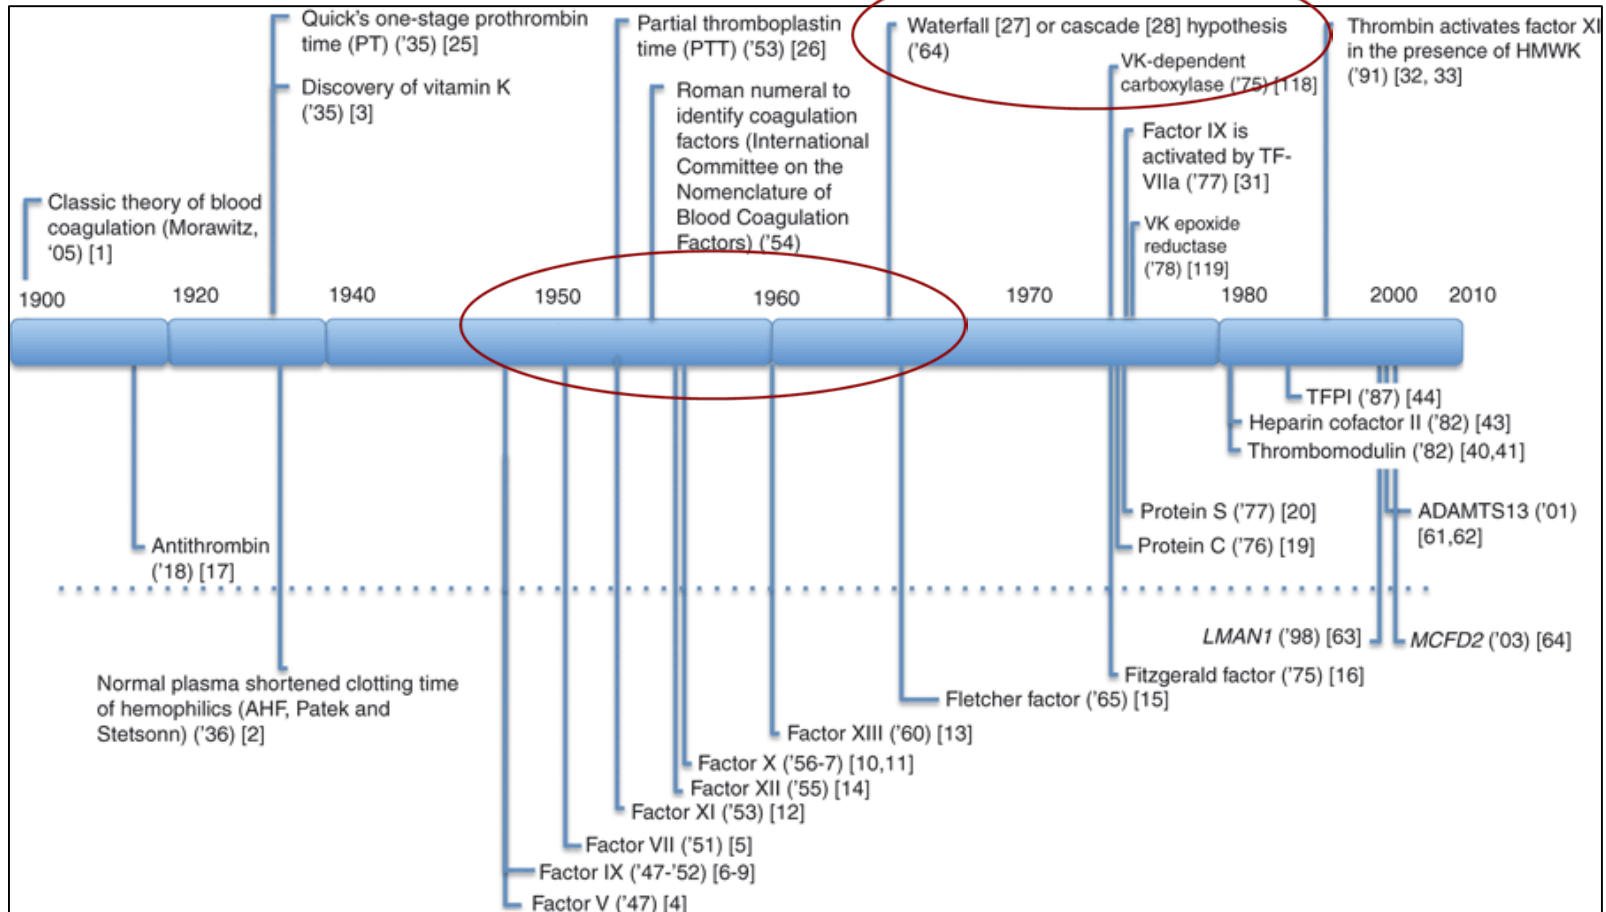 Quick's one-stage prothrombin
time (PT) ('35) [25]
Discovery of vitamin K
('35) [3]
Classic theory of blood
coagulation (Morawitz,
‘05) [1]
Partial thromboplastin
time (PTT) ('53) [26]
Roman numeral to
identify coagulation
factors (International
Committee on the
Nomenclature of
Blood Coagulation
Factors) ('54)
Waterfall [27] or cascade [28] hypothesis
('64)
VK-dependent
carboxylase ('75) [118]
Factor IX is
activated by TF-
VIIa ('77) [31]
VK epoxide
reductase
('78) [119]
Thrombin activates factor XI
in the presence of HMWK
('91) [32, 33]
1900 1920 1940 1950 1960 1970 1980 2000 2010
TFPI ('87) [44]
Heparin cofactor II ('82) [43]
Thrombomodulin ('82) [40,41]
Protein S ('77) [20]
Protein C ('76) [19]
ADAMTS13 ('01)
[61,62]
Antithrombin
('18) [17]
LMAN1 ('98) [63]
MCFD2 ('03) [64]
Fitzgerald factor ('75) [16]
Fletcher factor ('65) [15]
Normal plasma shortened clotting time
of hemophilics (AHF, Patek and
Stetsonn) ('36) [2]
Factor XIII ('60) [13]
Factor X ('56-7) [10,11]
Factor XII ('55) [14]
Factor XI ('53) [12]
Factor VII ('51) [5]
Factor IX ('47-'52) [6-9]
Factor V ('47) [4]